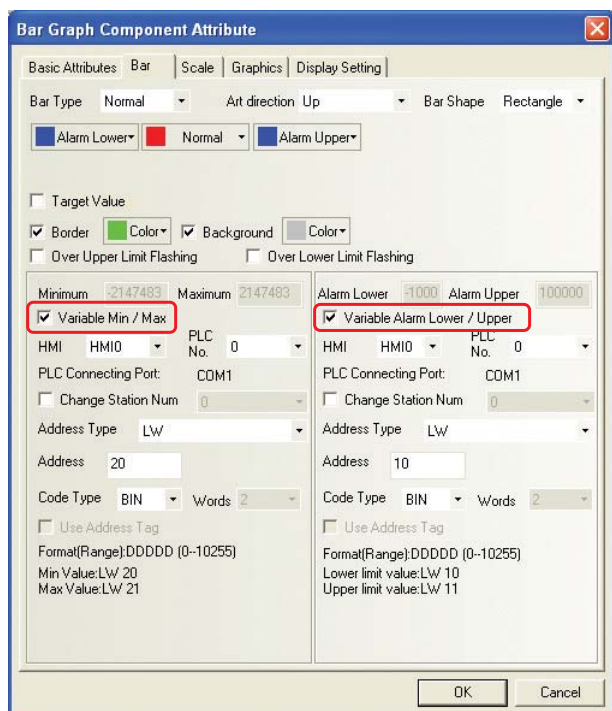 Bar Graph Component Attribute
Basic Attributes Bar Scale Graphics Display Setting
Bar Type Normal Art direction Up Bar Shape Rectangle
Alarm Lower Normal Alarm Upper
Target Value
Border Color Background Color
Over Upper Limit Flashing Over Lower Limit Flashing
Minimum -2147483 Maximum 2147483
Variable Min / Max
HMI HMI0 PLC No. 0
PLC Connecting Port: COM1
Change Station Num 0
Address Type LW
Address 20
Code Type BIN Words 2
Use Address Tag
Format(Range):DDDDD (0--10255)
Min Value:LW 20
Max Value:LW 21
Alarm Lower -1000 Alarm Upper 100000
Variable Alarm Lower / Upper
HMI HMI0 PLC No. 0
PLC Connecting Port: COM1
Change Station Num 0
Address Type LW
Address 10
Code Type BIN Words 2
Use Address Tag
Format(Range):DDDDD (0--10255)
Lower limit value:LW 10
Upper limit value:LW 11
OK Cancel